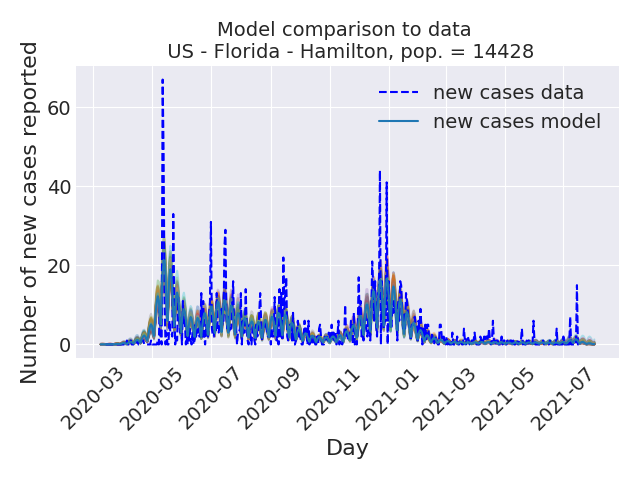 Model comparison to data
US - Florida - Hamilton, pop. = 14428
Number of new cases reported
60
40
20
0
new cases data
new cases model
2020-03
2020-05
2020-07
2020-09
2020-11
2021-01
2021-03
2021-05
2021-07
Day